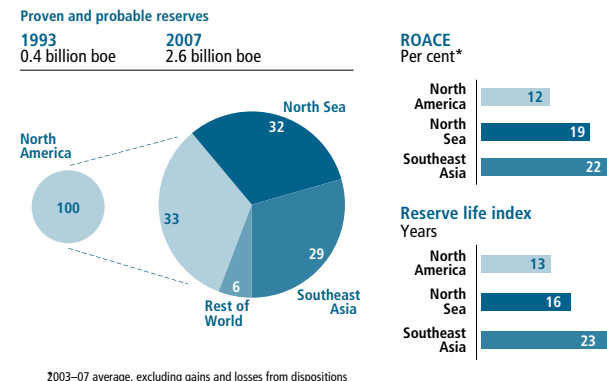 Proven and probable reserves
1993
0.4 billion boe
2007
2.6 billion boe
North
America
100
North Sea
32
33
29
6
Southeast
Asia
Rest of
World
ROACE
Per cent*
North
America
12
North
Sea
19
Southeast
Asia
22
Reserve life index
Years
North
America
13
North
Sea
16
Southeast
Asia
23
*2003–07 average, excluding gains and losses from dispositions